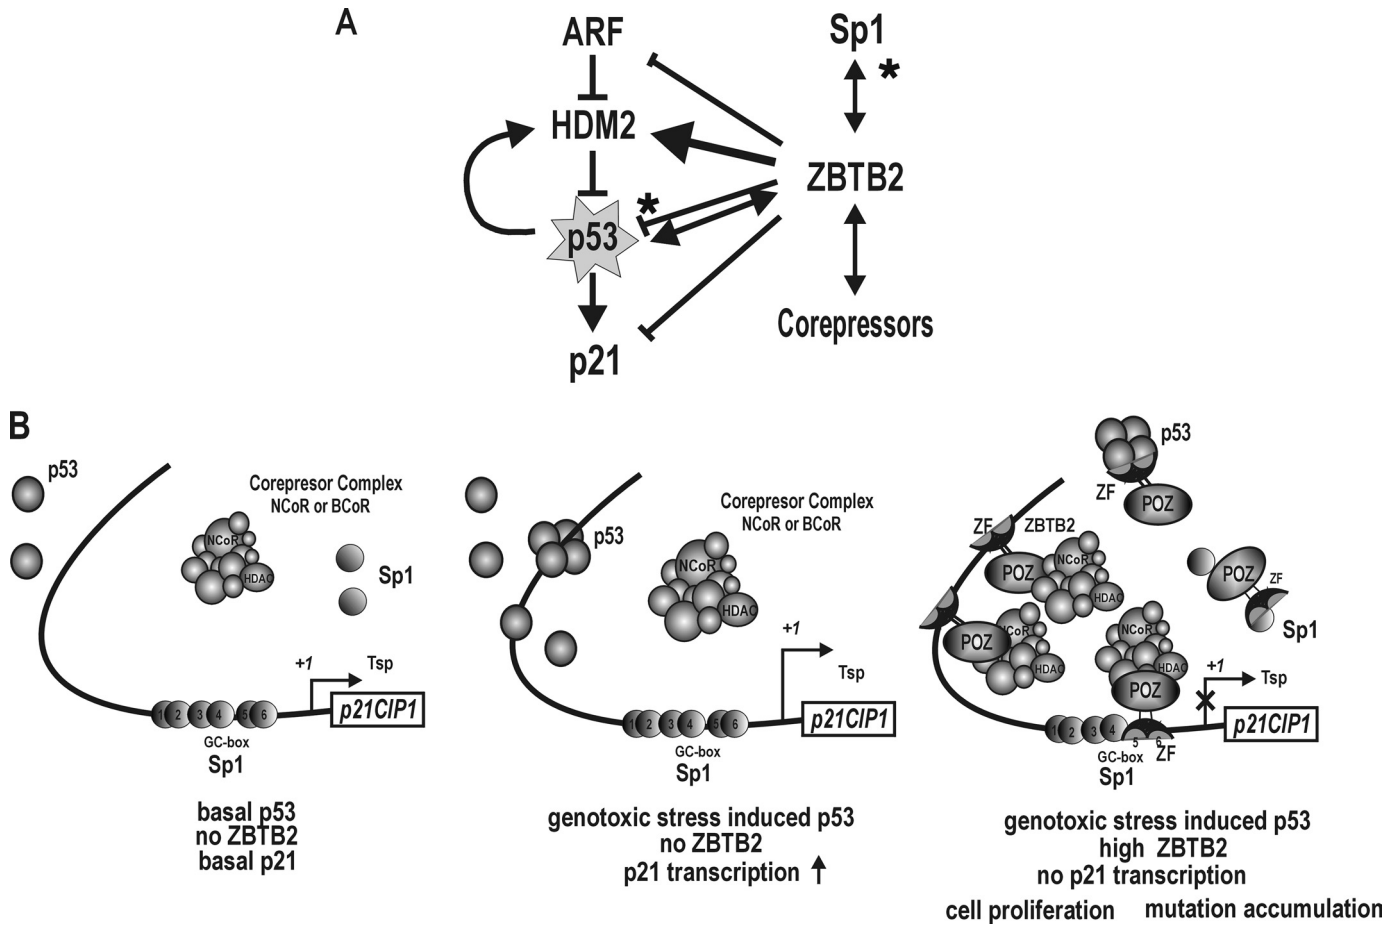 A
ARF
Sp1
*
HDM2
ZBTB2
*
p53
Corepressors
p21
B
p53
Corepresor Complex
NCoR or BCoR
NCoR
HDAC
Sp1
+1
Tsp
1 2 3 4 5 6
p21CIP1
GC-box
Sp1
basal p53
no ZBTB2
basal p21
p53
Corepresor Complex
NCoR or BCoR
NCoR
HDAC
+1
Tsp
1 2 3 4 5 6
p21CIP1
GC-box
Sp1
genotoxic stress induced p53
no ZBTB2
p21 transcription
p53
ZF
POZ
ZF
ZBTB2
POZ
NCoR
HDAC
POZ
ZF
Sp1
POZ
NCoR
HDAC
NCoR
HDAC
POZ
+1
Tsp
1 2 3 4 5 6
ZF
p21CIP1
GC-box
Sp1
genotoxic stress induced p53
high ZBTB2
no p21 transcription
cell proliferation mutation accumulation